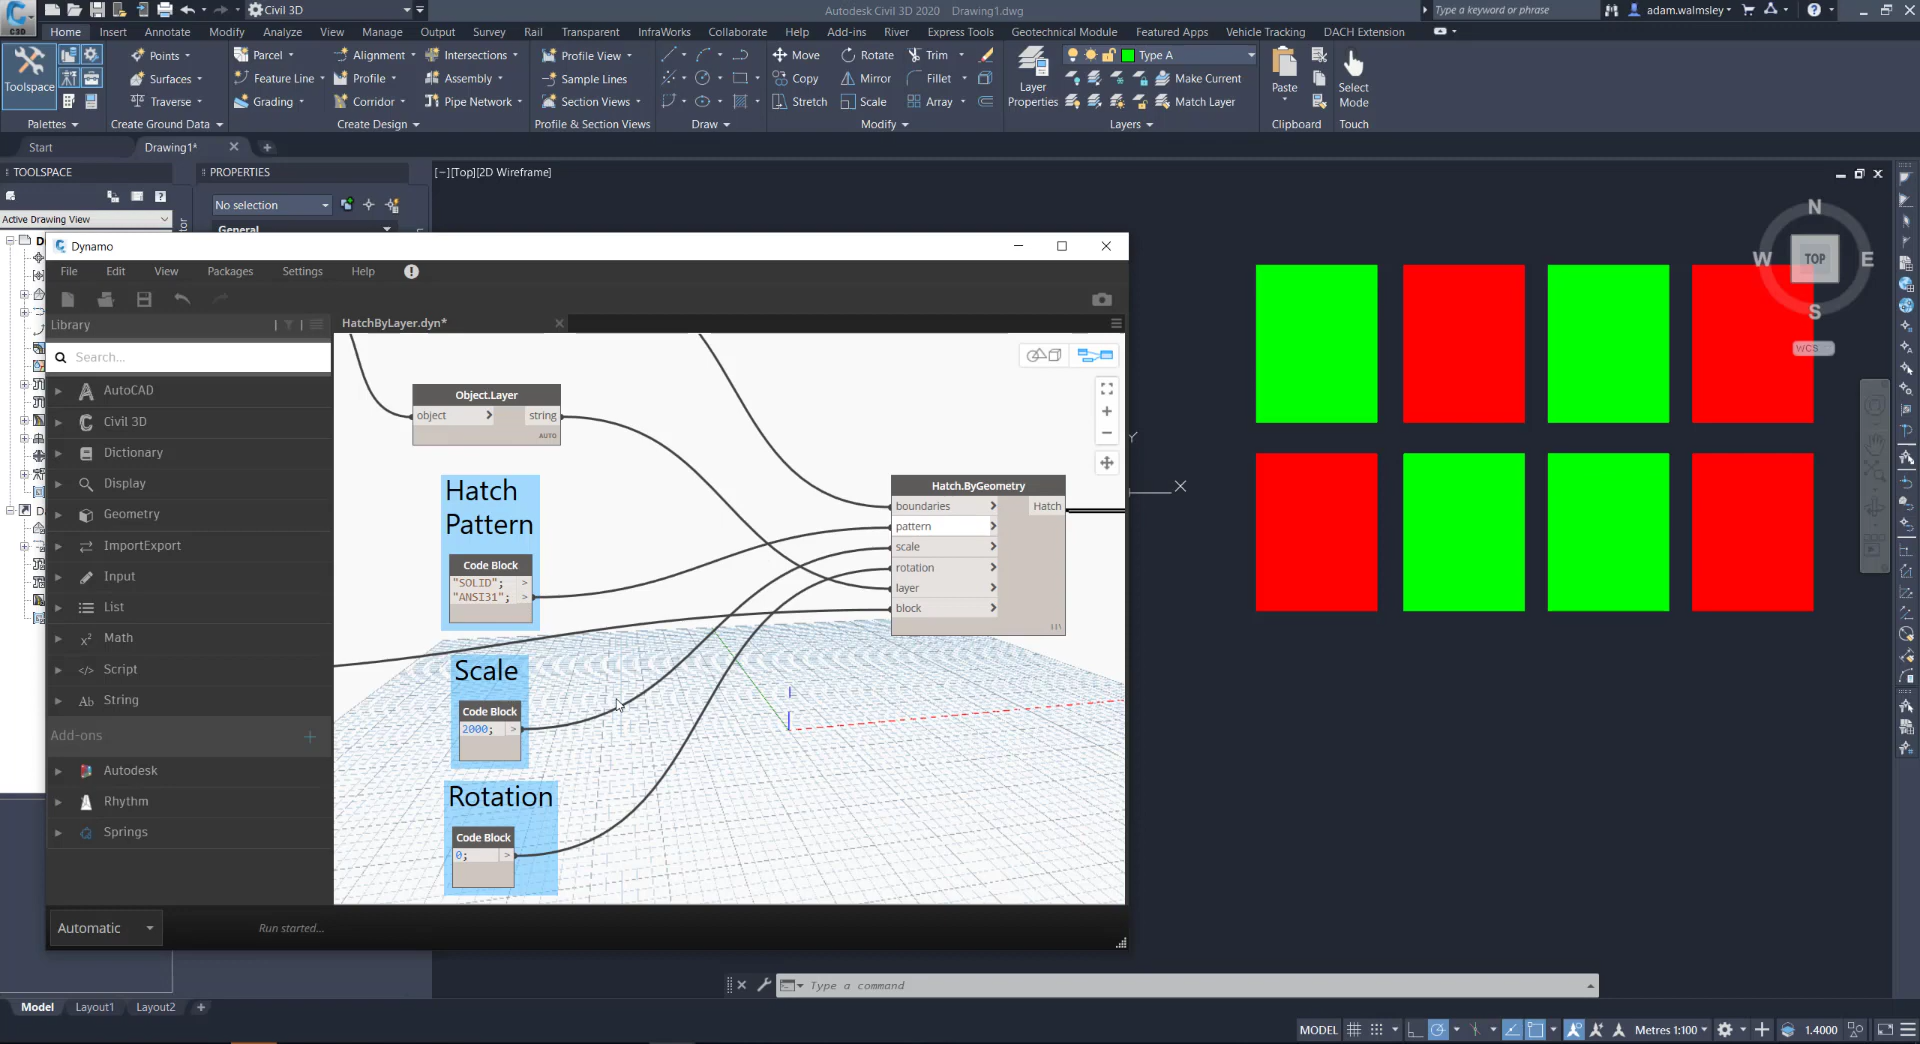 C3D
Civil 3D
Autodesk Civil 3D 2020 Drawing1.dwg
Type a keyword or phrase
adam.walmsley
Home Insert Annotate Modify Analyze View Manage Output Survey Rail Transparent InfraWorks Collaborate Help Add-ins River Express Tools Geotechnical Module Featured Apps Vehicle Tracking DACH Extension
Toolspace
Palettes
Points
Surfaces
Traverse
Create Ground Data
Parcel
Feature Line
Grading
Alignment
Profile
Corridor
Intersections
Assembly
Pipe Network
Create Design
Profile View
Sample Lines
Section Views
Profile & Section Views
Draw
Move
Copy
Stretch
Rotate
Mirror
Scale
Trim
Fillet
Array
Modify
Layer
Properties
Type A
Make Current
Match Layer
Layers
Paste
Clipboard
Select
Mode
Touch
Start
Drawing1*
TOOLSPACE
Active Drawing View
PROPERTIES
No selection
General
[−][Top][2D Wireframe]
N
W
TOP
E
S
WCS
Y
X
Dynamo
File Edit View Packages Settings Help
Library
Search...
AutoCAD
Civil 3D
Dictionary
Display
Geometry
ImportExport
Input
List
Math
Script
String
Add-ons
Autodesk
Rhythm
Springs
HatchByLayer.dyn*
Object.Layer
object > string
AUTO
Hatch
Pattern
Code Block
"SOLID"; >
"ANSI31"; >
Scale
Code Block
2000; >
Rotation
Code Block
0; >
Hatch.ByGeometry
boundaries > Hatch
pattern >
scale >
rotation >
layer >
block >
Automatic
Run started...
Type a command
Model Layout1 Layout2 +
MODEL
Metres 1:100
1.4000